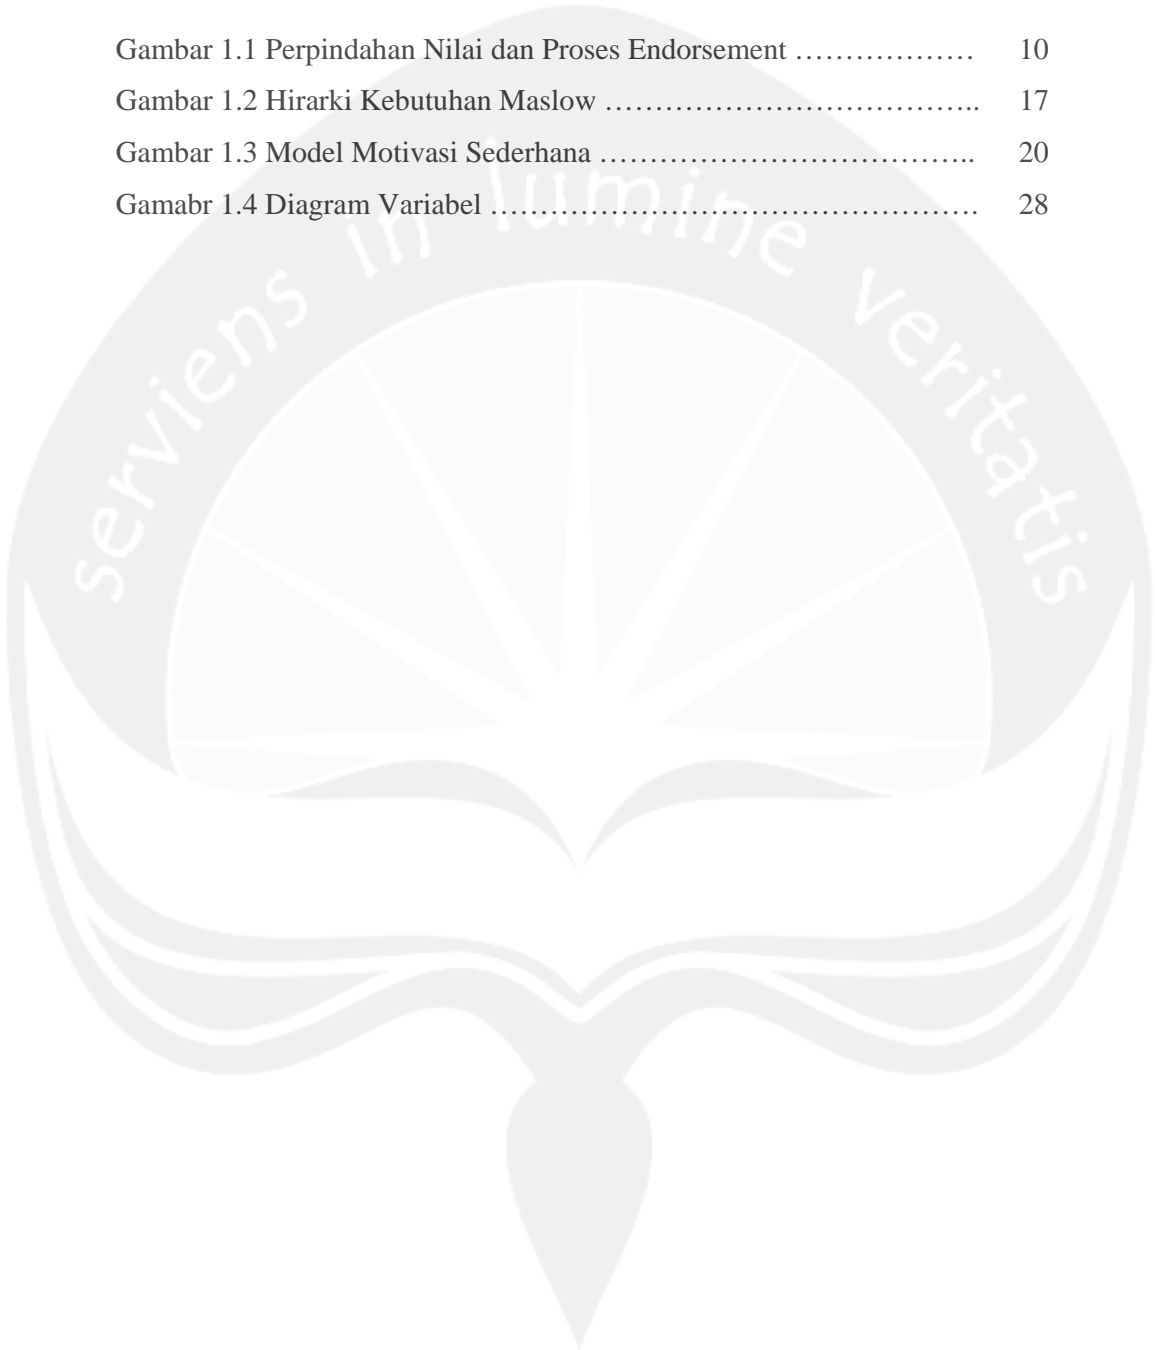 Gambar 1.1 Perpindahan Nilai dan Proses Endorsement ……………… 10
Gambar 1.2 Hirarki Kebutuhan Maslow ……………………………….. 17
Gambar 1.3 Model Motivasi Sederhana ……………………………….. 20
Gamabr 1.4 Diagram Variabel ………………………………………… 28
serviens in lumine veritatis